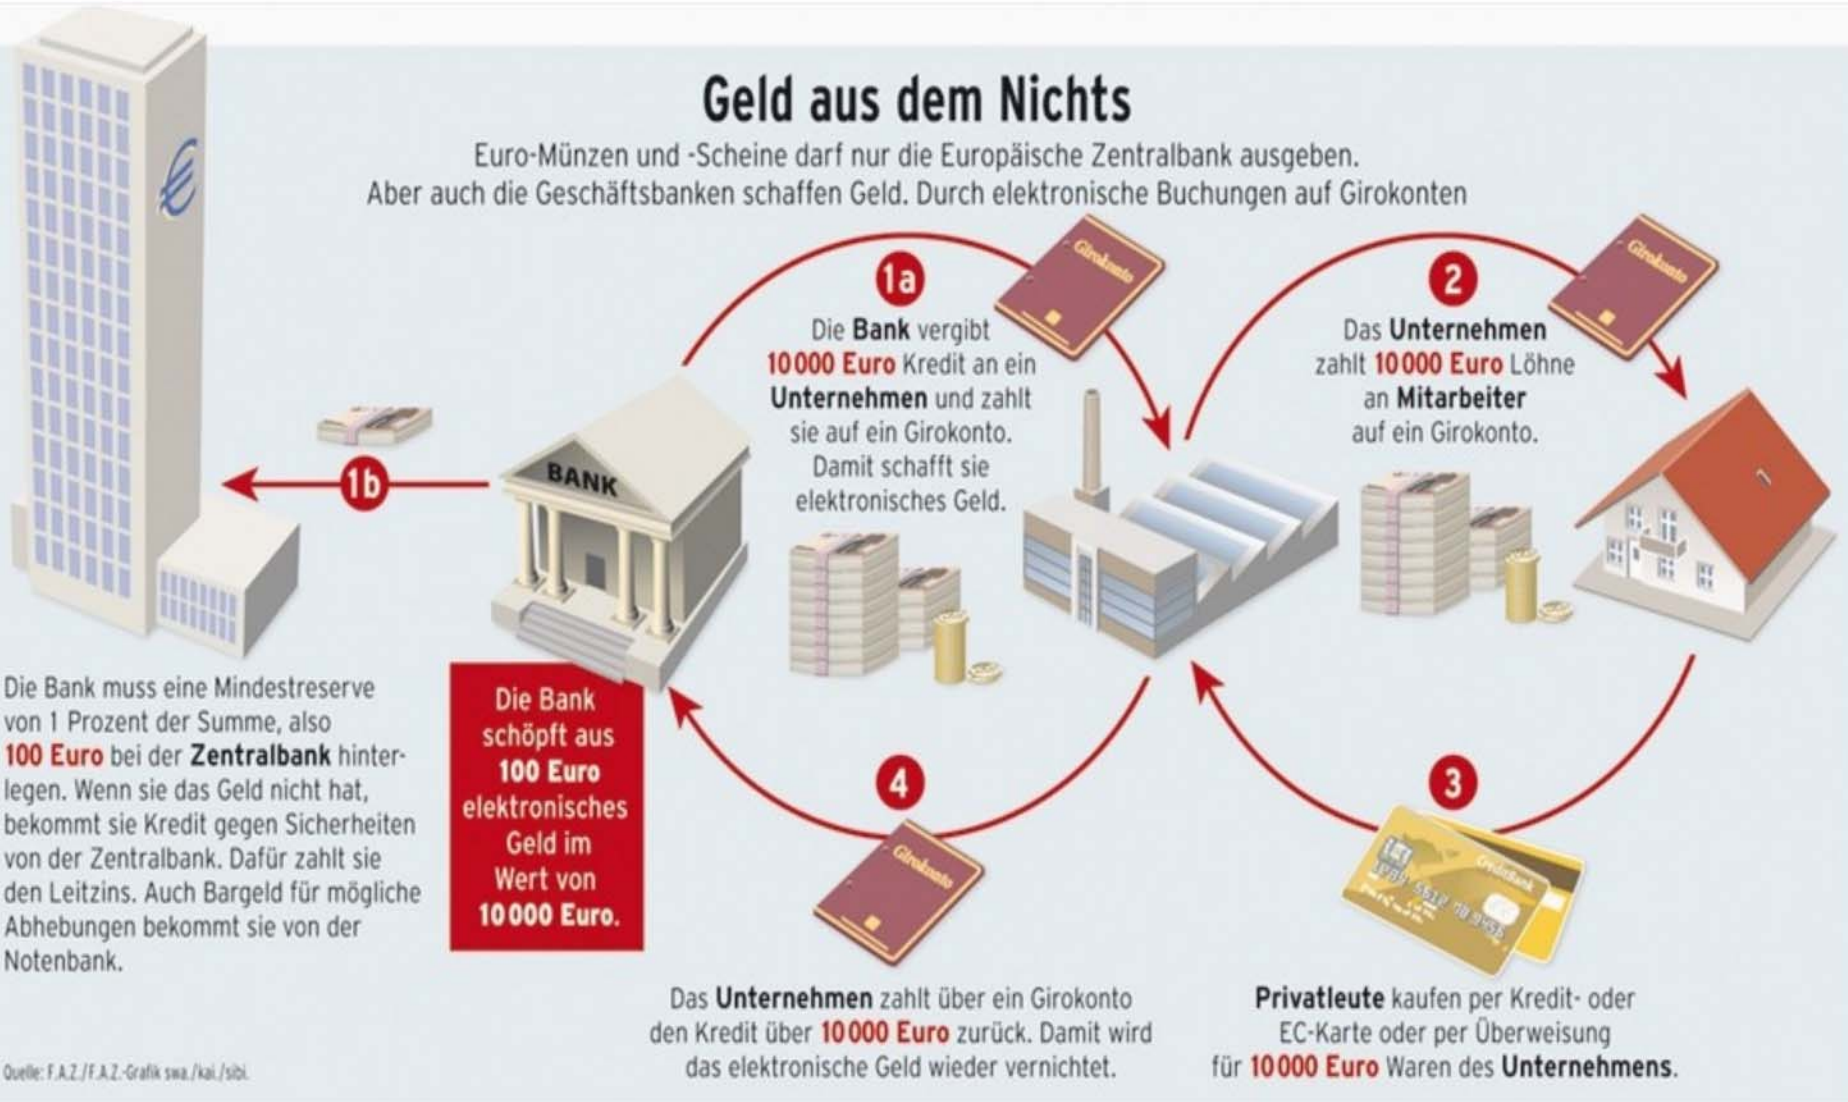 Geld aus dem Nichts
Euro-Münzen und -Scheine darf nur die Europäische Zentralbank ausgeben.
Aber auch die Geschäftsbanken schaffen Geld. Durch elektronische Buchungen auf Girokonten
€
1a
Girokonto
Die Bank vergibt
10 000 Euro Kredit an ein
Unternehmen und zahlt
sie auf ein Girokonto.
Damit schafft sie
elektronisches Geld.
2
Girokonto
Das Unternehmen
zahlt 10 000 Euro Löhne
an Mitarbeiter
auf ein Girokonto.
1b
BANK
Die Bank muss eine Mindestreserve
von 1 Prozent der Summe, also
100 Euro bei der Zentralbank hinter-
legen. Wenn sie das Geld nicht hat,
bekommt sie Kredit gegen Sicherheiten
von der Zentralbank. Dafür zahlt sie
den Leitzins. Auch Bargeld für mögliche
Abhebungen bekommt sie von der
Notenbank.
Die Bank
schöpft aus
100 Euro
elektronisches
Geld im
Wert von
10 000 Euro.
4
Girokonto
Das Unternehmen zahlt über ein Girokonto
den Kredit über 10 000 Euro zurück. Damit wird
das elektronische Geld wieder vernichtet.
3
CreditBank
Privatleute kaufen per Kredit- oder
EC-Karte oder per Überweisung
für 10 000 Euro Waren des Unternehmens.
Quelle: F.A.Z./F.A.Z.-Grafik swa./kai./sibi.